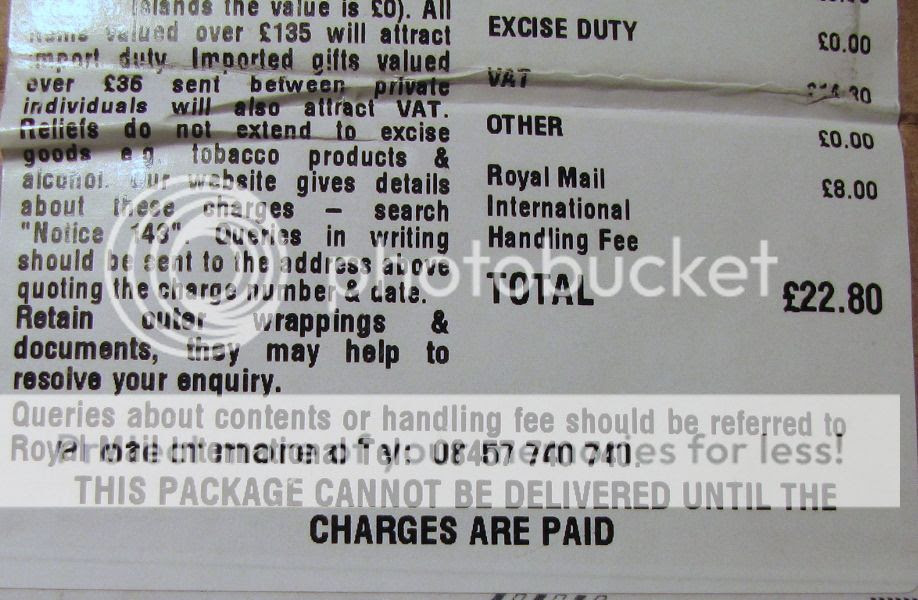 Islands the value is £0). All
items valued over £135 will attract
import duty. Imported gifts valued
over £36 sent between private
individuals will also attract VAT.
Reliefs do not extend to excise
goods e.g. tobacco products &
alcohol. Our website gives details
about these charges – search
"Notice 143". Queries in writing
should be sent to the address above
quoting the charge number & date.
Retain outer wrappings &
documents, they may help to
resolve your enquiry.
EXCISE DUTY £0.00
VAT £14.80
OTHER £0.00
Royal Mail £8.00
International
Handling Fee
TOTAL £22.80
photobucket
Queries about contents or handling fee should be referred to
Royal Mail International Tel: 08457 740 740.
for less!
THIS PACKAGE CANNOT BE DELIVERED UNTIL THE
CHARGES ARE PAID